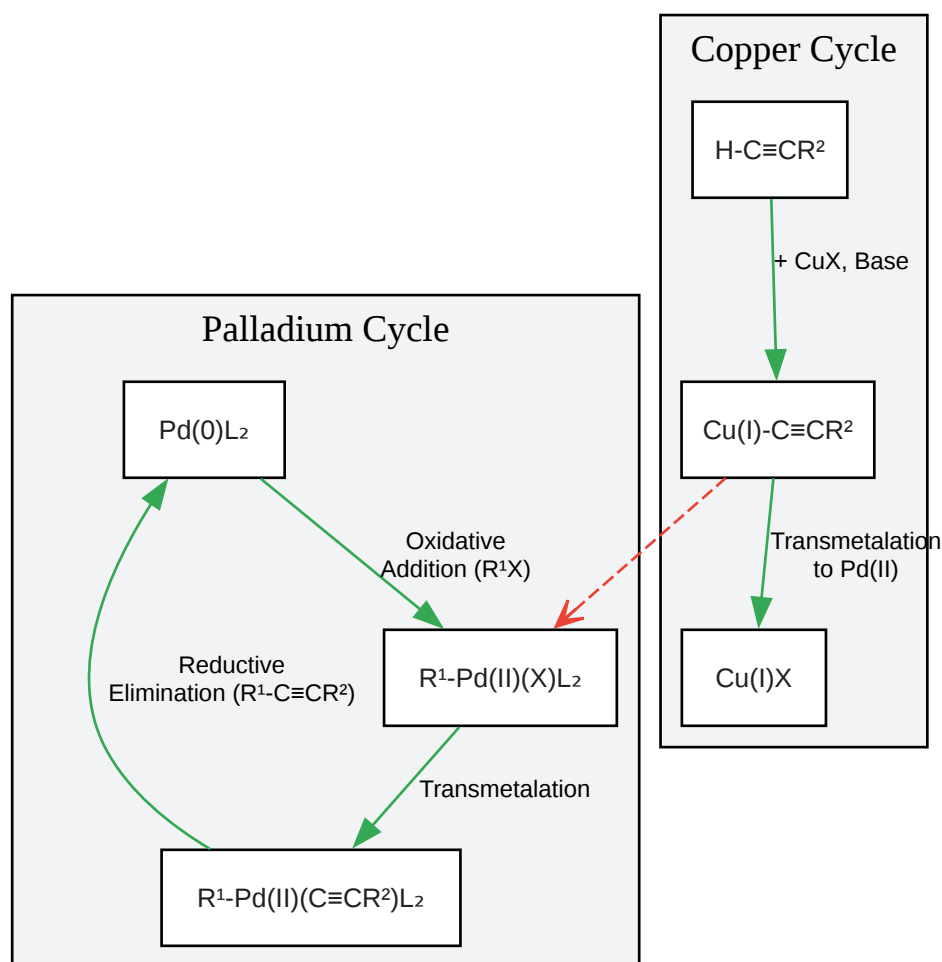 Copper Cycle
H-C≡CR²
+ CuX, Base
Palladium Cycle
Pd(0)L₂
Cu(I)-C≡CR²
Oxidative
Addition (R¹X)
Transmetalation
to Pd(II)
Reductive
Elimination (R¹-C≡CR²)
R¹-Pd(II)(X)L₂
Cu(I)X
Transmetalation
R¹-Pd(II)(C≡CR²)L₂